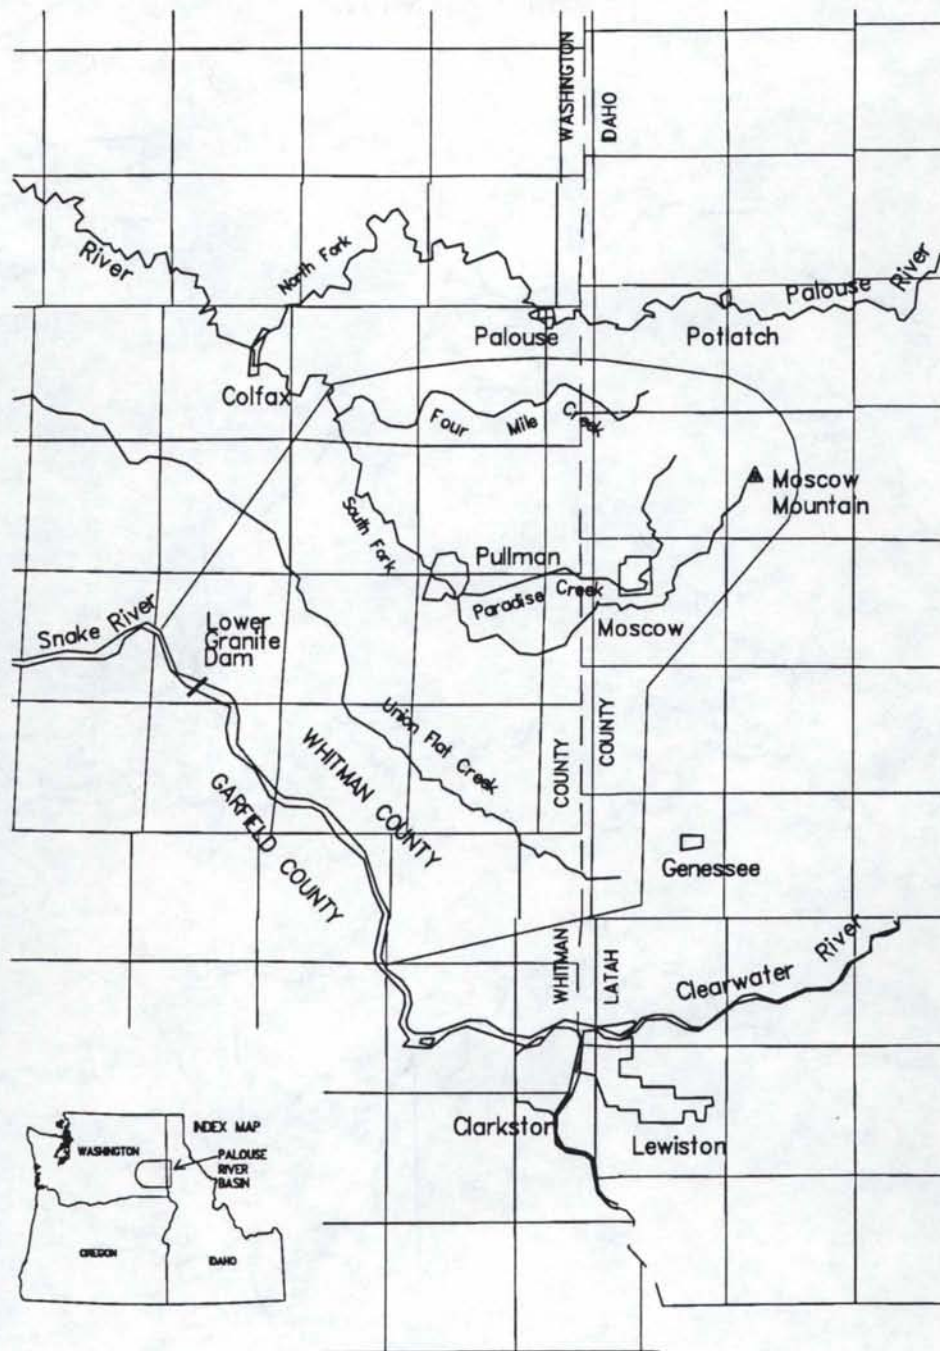 WASHINGTON
IDAHO
River
North Fork
Palouse
River
Palouse
Potlatch
Colfax
Four Mile Creek
Moscow
Mountain
South Fork
Pullman
Paradise Creek
Moscow
Snake River
Lower
Granite
Dam
Union Flat Creek
WHITMAN COUNTY
GARFIELD COUNTY
COUNTY
COUNTY
Genessee
WHITMAN
LATAH
Clearwater River
Clarkston
Lewiston
INDEX MAP
WASHINGTON
PALOUSE
RIVER
BASIN
OREGON
IDAHO